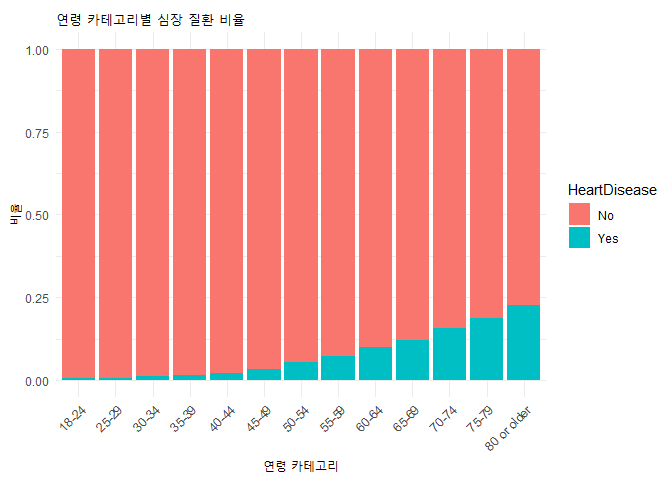 연령 카테고리별 심장 질환 비율
1.00
0.75
0.50
0.25
0.00
비율
18-24
25-29
30-34
35-39
40-44
45-49
50-54
55-59
60-64
65-69
70-74
75-79
80 or older
연령 카테고리
HeartDisease
No
Yes